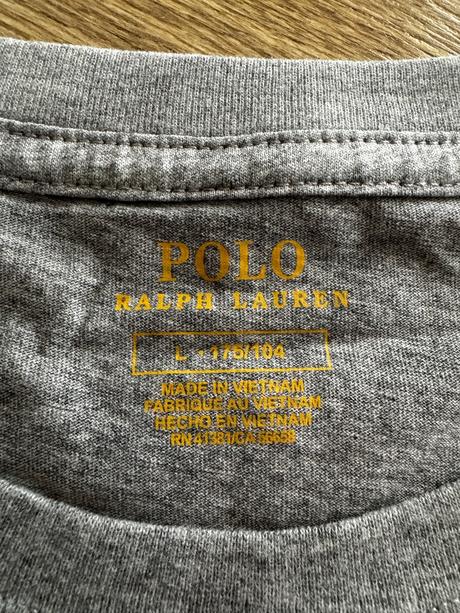 POLO
RALPH LAUREN
L - 175/104
MADE IN VIETNAM
FABRIQUE AU VIETNAM
HECHO EN VIETNAM
RN 41381/CA 56658